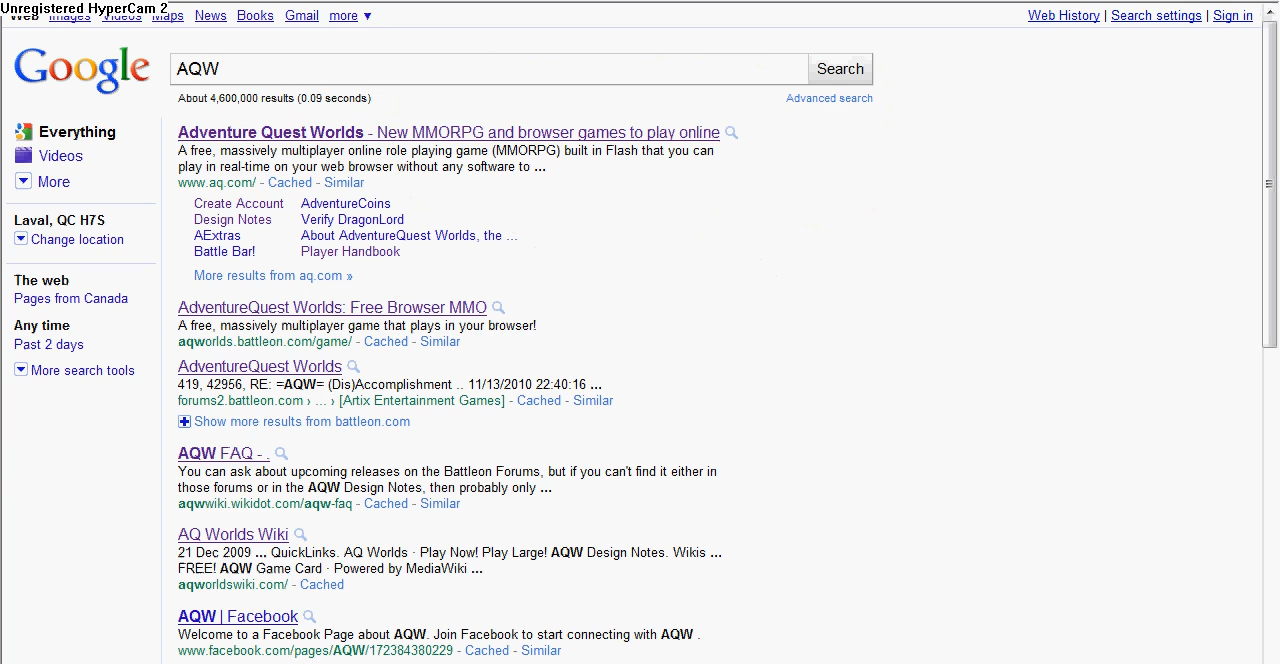 Unregistered HyperCam 2
Web Images Videos Maps News Books Gmail more ▼ Web History | Search settings | Sign in
Google AQW Search
About 4,600,000 results (0.09 seconds) Advanced search
Everything
Videos
More
Laval, QC H7S
Change location
The web
Pages from Canada
Any time
Past 2 days
More search tools
Adventure Quest Worlds - New MMORPG and browser games to play online
A free, massively multiplayer online role playing game (MMORPG) built in Flash that you can
play in real-time on your web browser without any software to ...
www.aq.com/ - Cached - Similar
Create Account AdventureCoins
Design Notes Verify DragonLord
AExtras About AdventureQuest Worlds, the ...
Battle Bar! Player Handbook
More results from aq.com »
AdventureQuest Worlds: Free Browser MMO
A free, massively multiplayer game that plays in your browser!
aqworlds.battleon.com/game/ - Cached - Similar
AdventureQuest Worlds
419, 42956, RE: =AQW= (Dis)Accomplishment .. 11/13/2010 22:40:16 ...
forums2.battleon.com › ... › [Artix Entertainment Games] - Cached - Similar
Show more results from battleon.com
AQW FAQ - .
You can ask about upcoming releases on the Battleon Forums, but if you can't find it either in
those forums or in the AQW Design Notes, then probably only ...
aqwwiki.wikidot.com/aqw-faq - Cached - Similar
AQ Worlds Wiki
21 Dec 2009 ... QuickLinks. AQ Worlds · Play Now! Play Large! AQW Design Notes. Wikis ...
FREE! AQW Game Card · Powered by MediaWiki ...
aqworldswiki.com/ - Cached
AQW | Facebook
Welcome to a Facebook Page about AQW. Join Facebook to start connecting with AQW .
www.facebook.com/pages/AQW/172384380229 - Cached - Similar